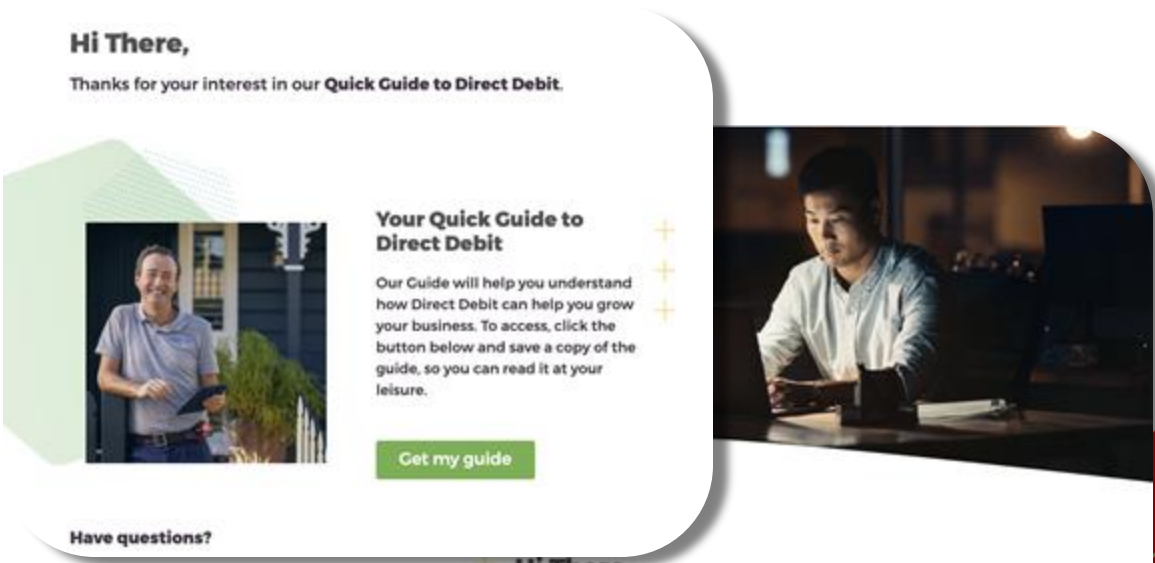 Hi There,
Thanks for your interest in our Quick Guide to Direct Debit.
Your Quick Guide to
Direct Debit
Our Guide will help you understand
how Direct Debit can help you grow
your business. To access, click the
button below and save a copy of the
guide, so you can read it at your
leisure.
Get my guide
Have questions?